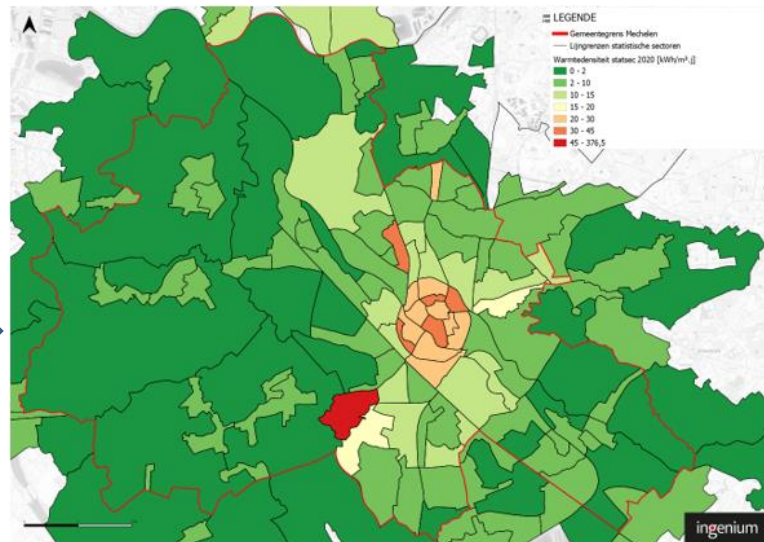 LEGENDE
Gemeentegrens Mechelen
Lijngrenzen statistische sectoren
Warmtedensiteit statsec 2020 [kWh/m³.j]
0 - 2
2 - 10
10 - 15
15 - 20
20 - 30
30 - 45
45 - 376,5
ingenium